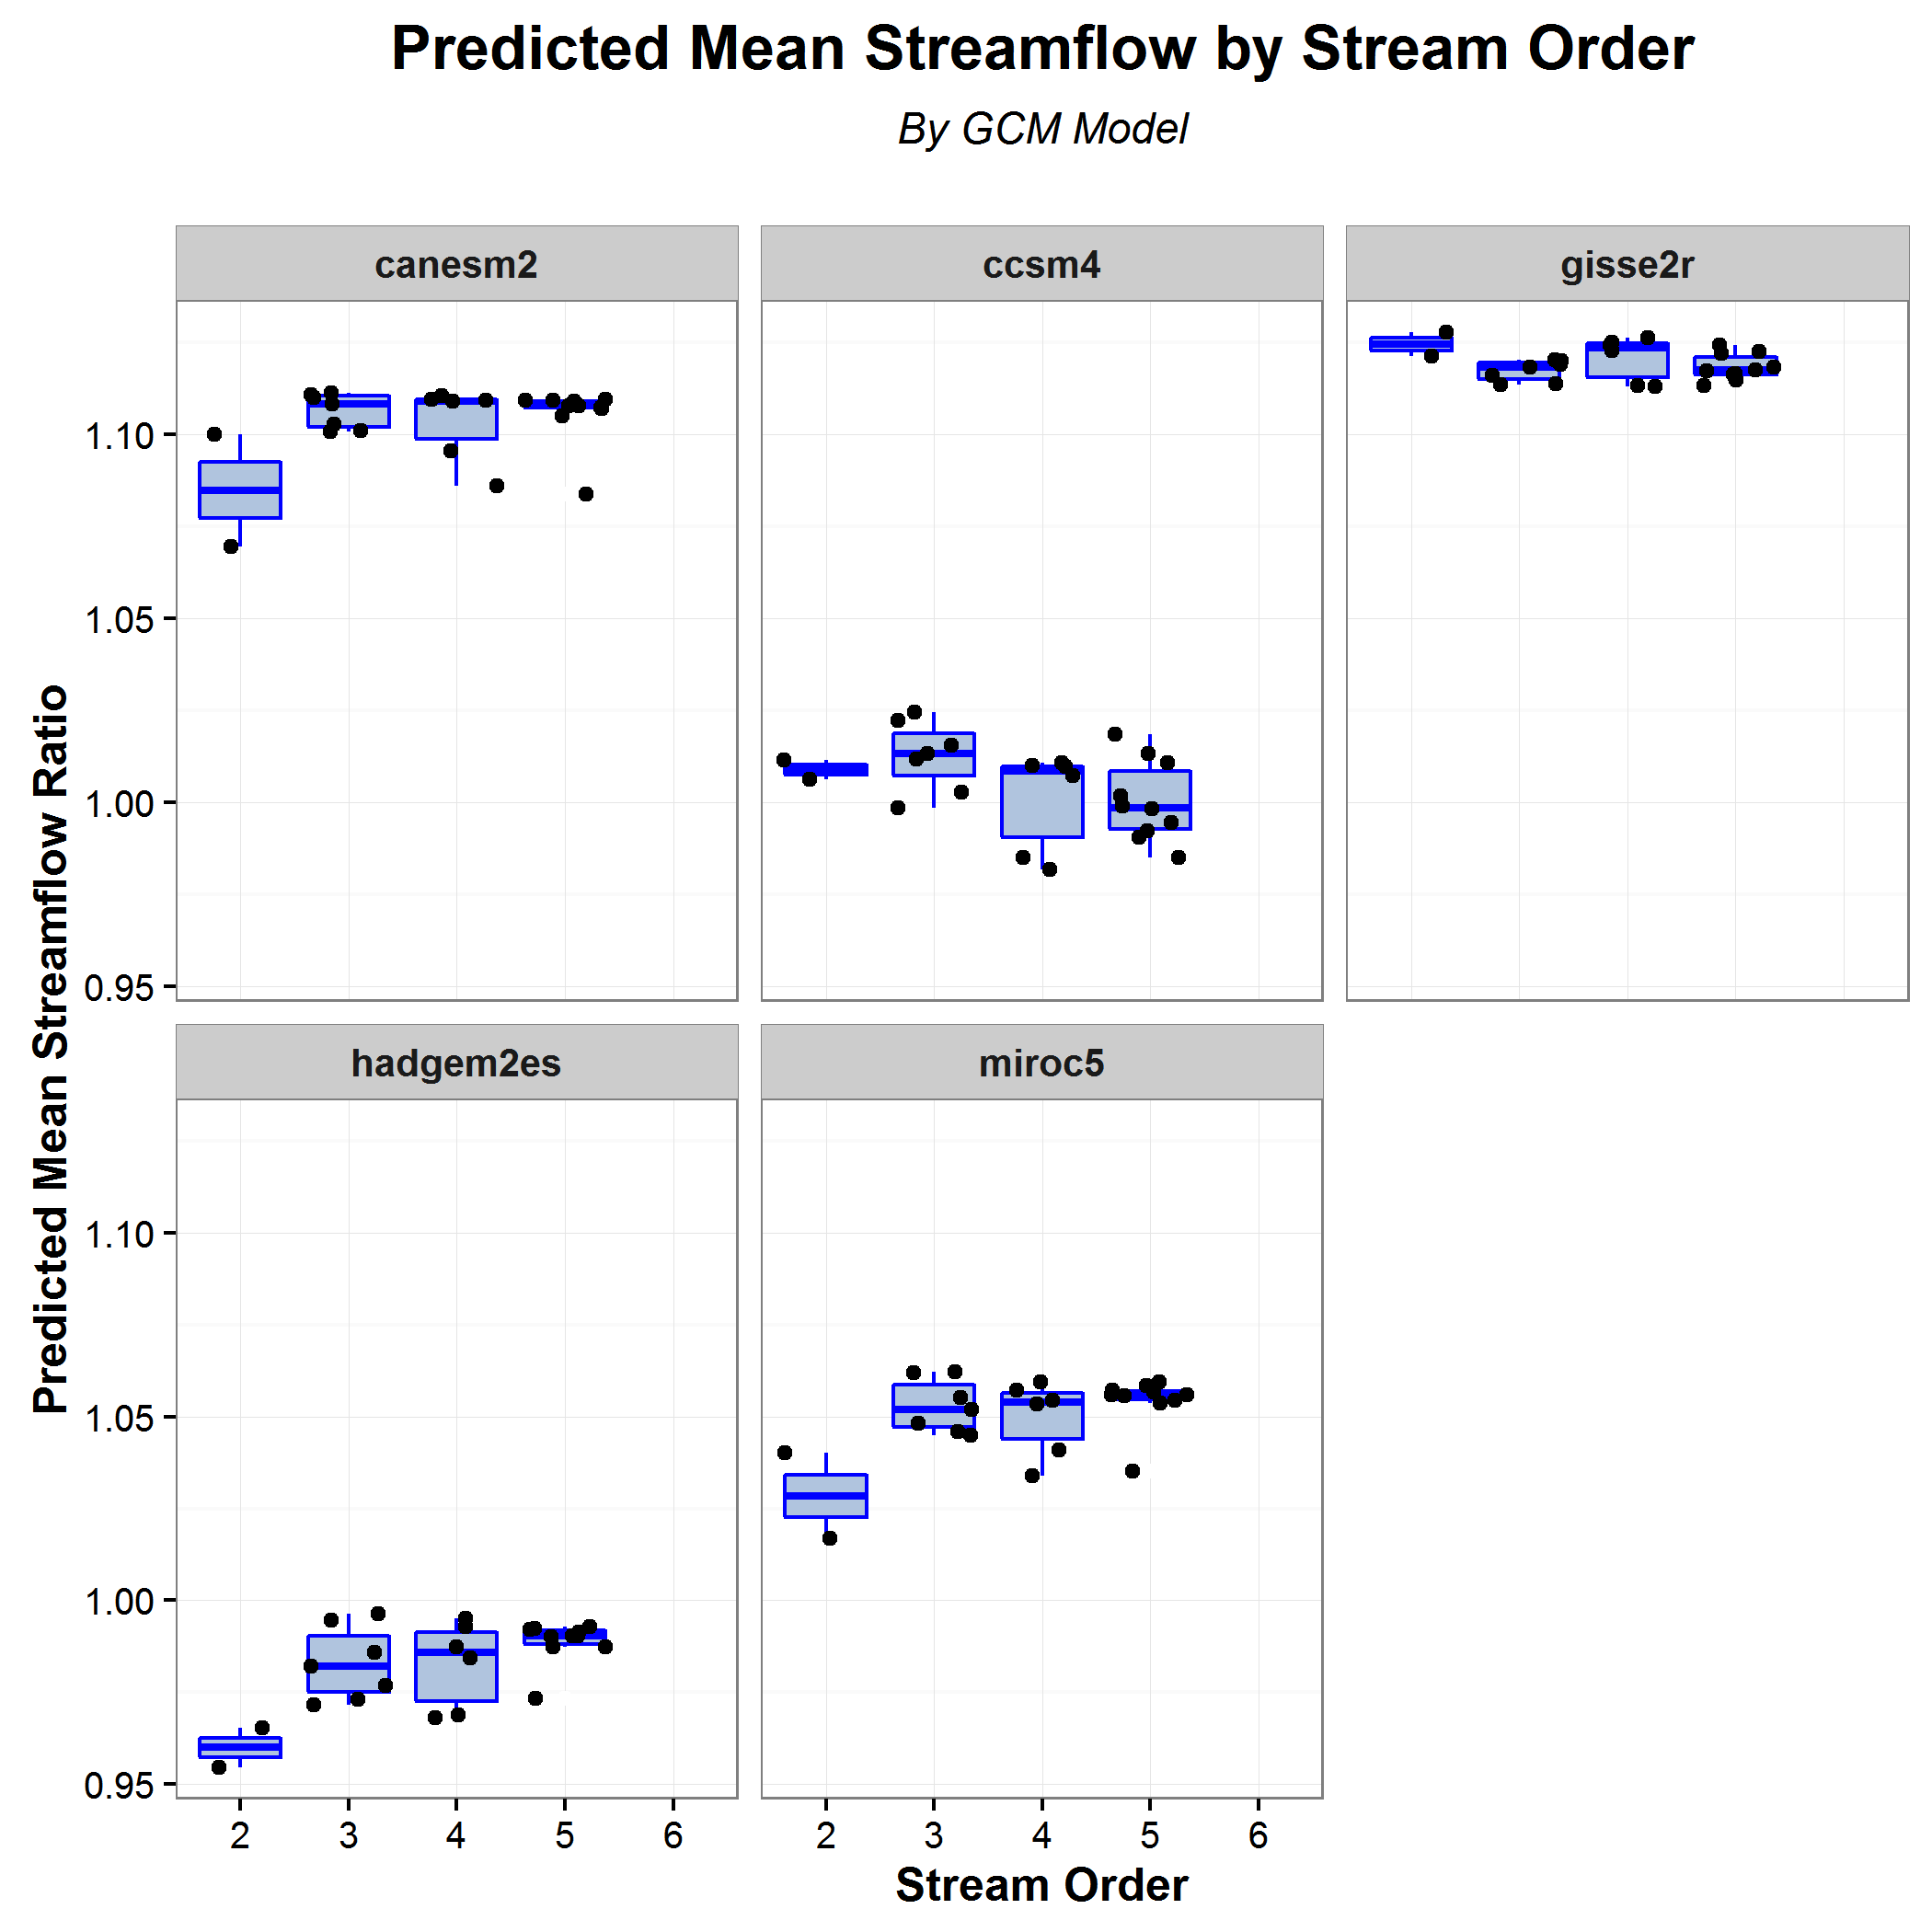 Predicted Mean Streamflow by Stream Order
By GCM Model
canesm2
ccsm4
gisse2r
1.10
1.05
1.00
0.95
Predicted Mean Streamflow Ratio
hadgem2es
miroc5
1.10
1.05
1.00
0.95
2 3 4 5 6
2 3 4 5 6
Stream Order